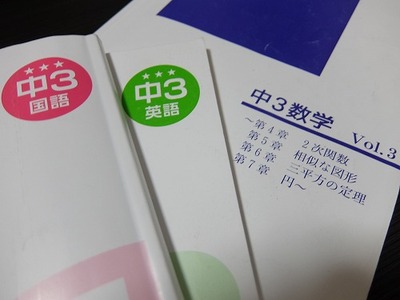 ★★★
中3
国語
★★★
中3
英語
中3数学 Vol.3
～第4章 2次関数
第5章 相似な図形
第6章 三平方の定理
第7章 円～